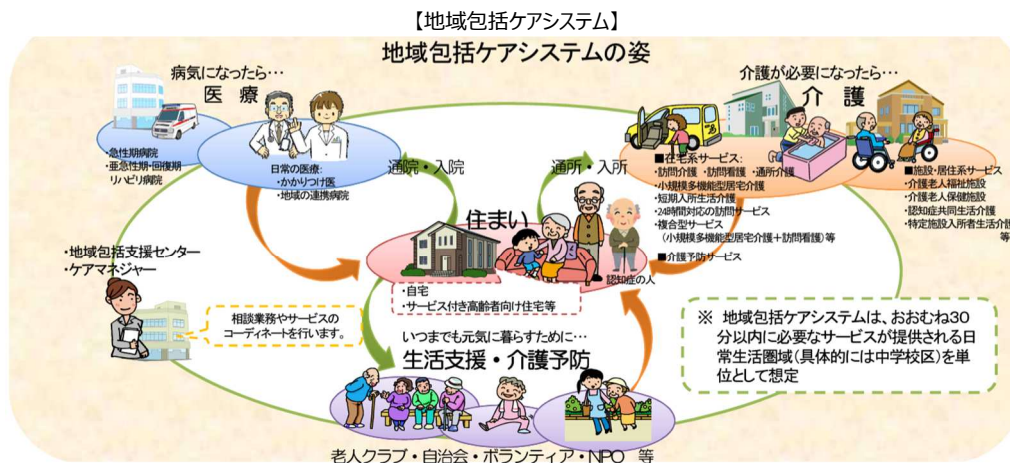 【地域包括ケアシステム】
地域包括ケアシステムの姿
病気になったら…
医 療
・急性期病院
・亜急性期・回復期
リハビリ病院
日常の医療:
・かかりつけ医
・地域の連携病院
通院・入院
通所・入所
介護が必要になったら…
介 護
■在宅系サービス:
・訪問介護 ・訪問看護 ・通所介護
・小規模多機能型居宅介護
・短期入所生活介護
・24時間対応の訪問サービス
・複合型サービス
(小規模多機能型居宅介護+訪問看護)等
■介護予防サービス
■施設・居住系サービス
・介護老人福祉施設
・介護老人保健施設
・認知症共同生活介護
・特定施設入所者生活介護
等
住まい
認知症の人
・自宅
・サービス付き高齢者向け住宅等
・地域包括支援センター
・ケアマネジャー
相談業務やサービスの
コーディネートを行います。
いつまでも元気に暮らすために…
生活支援・介護予防
老人クラブ・自治会・ボランティア・NPO 等
※ 地域包括ケアシステムは、おおむね30
分以内に必要なサービスが提供される日
常生活圏域(具体的には中学校区)を単
位として想定